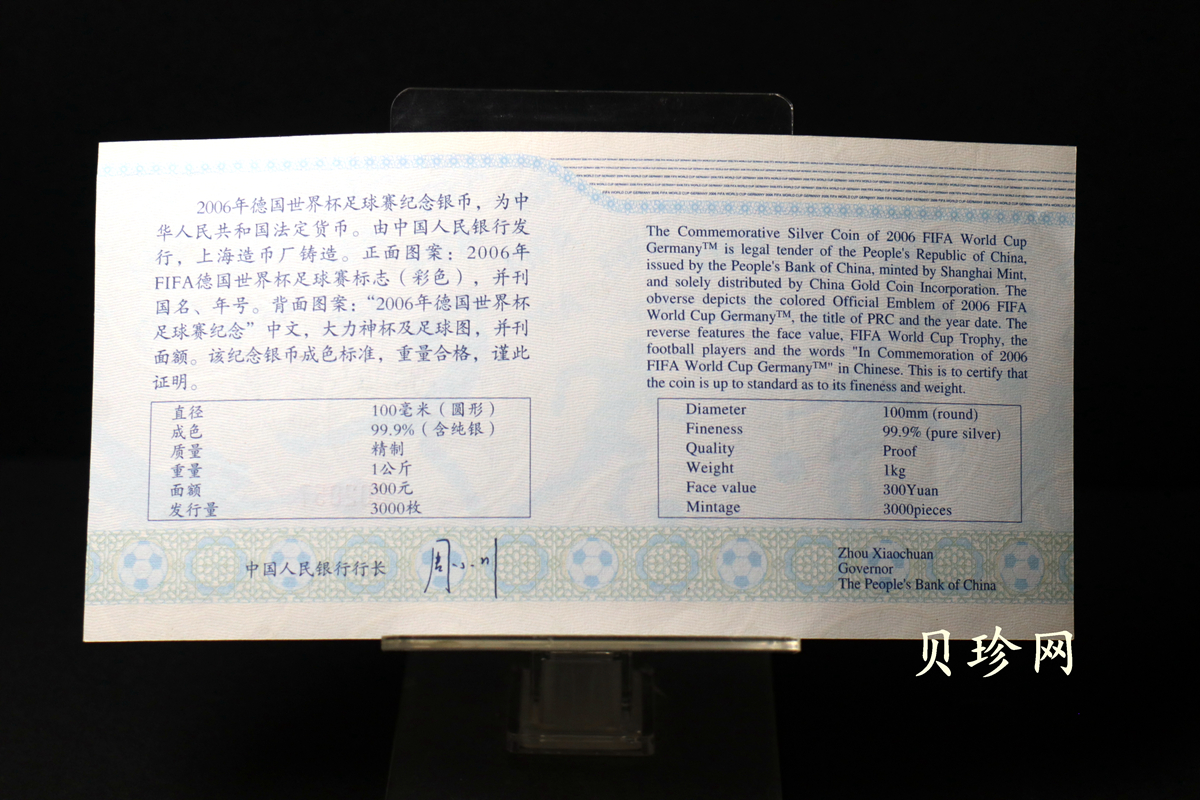 2006年德国世界杯足球赛纪念银币，为中
华人民共和国法定货币。由中国人民银行发
行，上海造币厂铸造。正面图案：2006年
FIFA德国世界杯足球赛标志（彩色），并刊
国名、年号。背面图案：“2006年德国世界杯
足球赛纪念”中文，大力神杯及足球图，并刊
面额。该纪念银币成色标准，重量合格，谨此
证明。
直径 100毫米（圆形）
成色 99.9%（含纯银）
质量 精制
重量 1公斤
面额 300元
发行量 3000枚
中国人民银行行长 周小川
The Commemorative Silver Coin of 2006 FIFA World Cup
Germany™ is legal tender of the People's Republic of China,
issued by the People's Bank of China, minted by Shanghai Mint,
and solely distributed by China Gold Coin Incorporation. The
obverse depicts the colored Official Emblem of 2006 FIFA
World Cup Germany™, the title of PRC and the year date. The
reverse features the face value, FIFA World Cup Trophy, the
football players and the words "In Commemoration of 2006
FIFA World Cup Germany™" in Chinese. This is to certify that
the coin is up to standard as to its fineness and weight.
Diameter 100mm (round)
Fineness 99.9% (pure silver)
Quality Proof
Weight 1kg
Face value 300Yuan
Mintage 3000pieces
Zhou Xiaochuan
Governor
The People's Bank of China
贝珍网